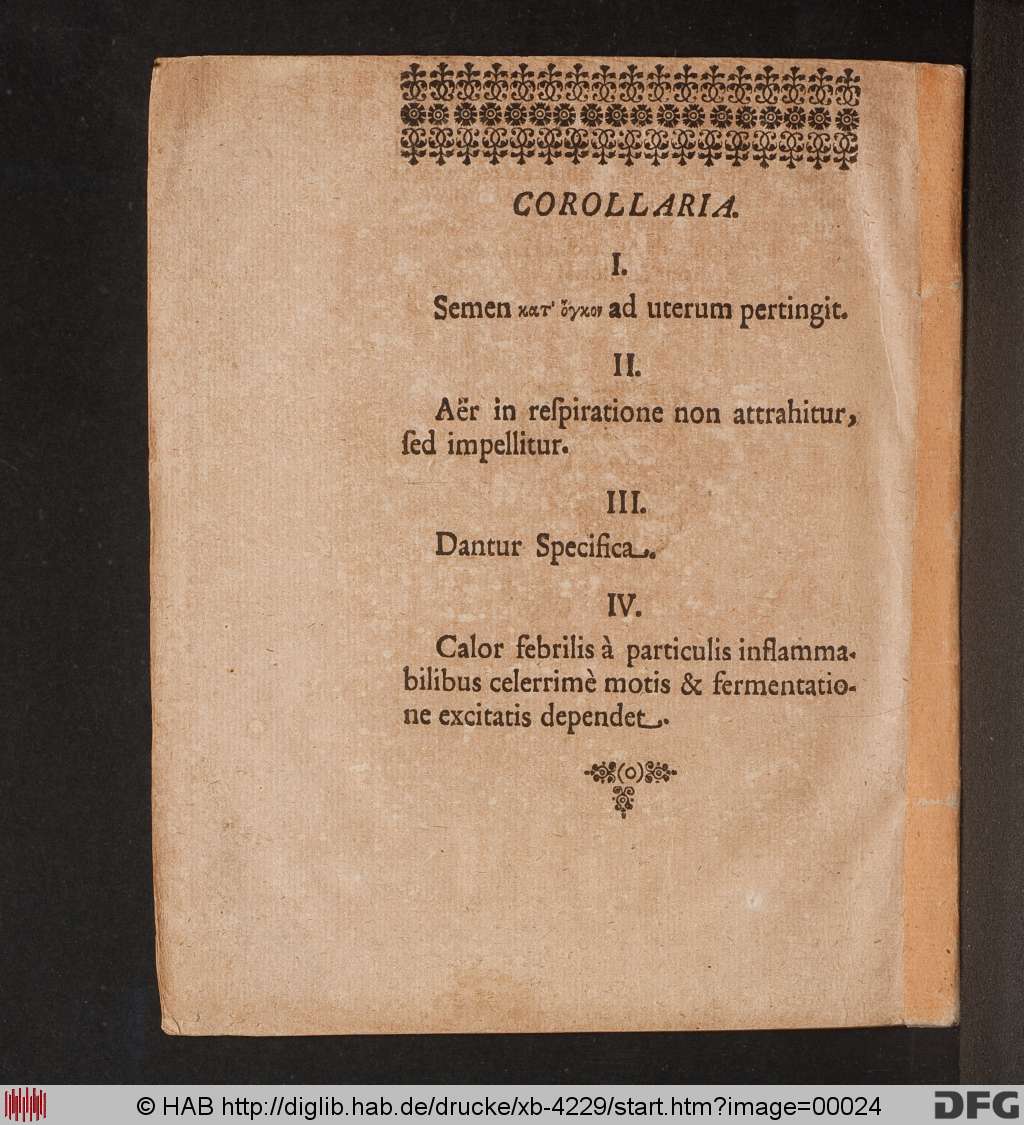 COROLLARIA.
I.
Semen κατ' ὄγκον ad uterum pertingit.
II.
Aër in reſpiratione non attrahitur,
ſed impellitur.
III.
Dantur Specifica.
IV.
Calor febrilis à particulis inflamma-
bilibus celerrimè motis & fermentatio-
ne excitatis dependet.
(o)
© HAB http://diglib.hab.de/drucke/xb-4229/start.htm?image=00024
DFG